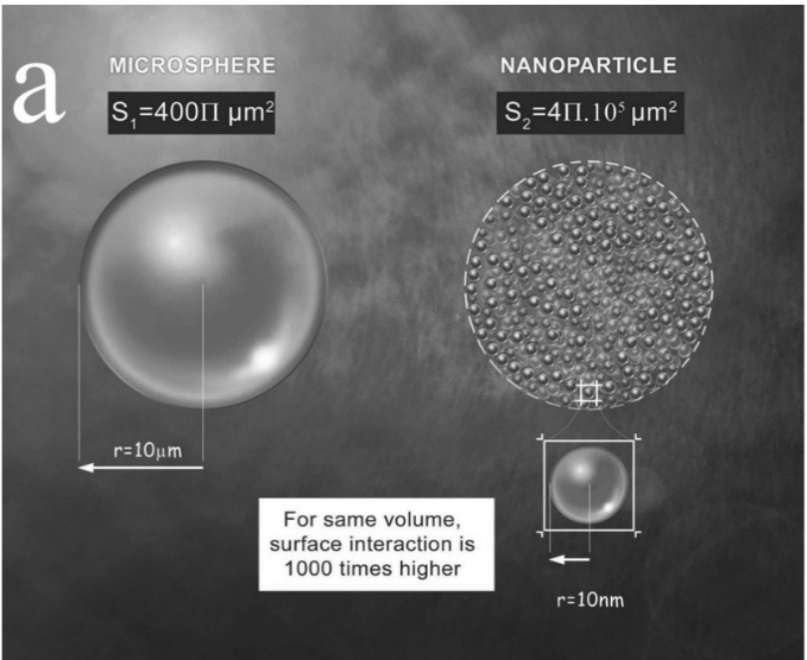 a
MICROSPHERE
S₁=400Π µm²
NANOPARTICLE
S₂=4Π.10⁵ µm²
r=10µm
For same volume,
surface interaction is
1000 times higher
r=10nm